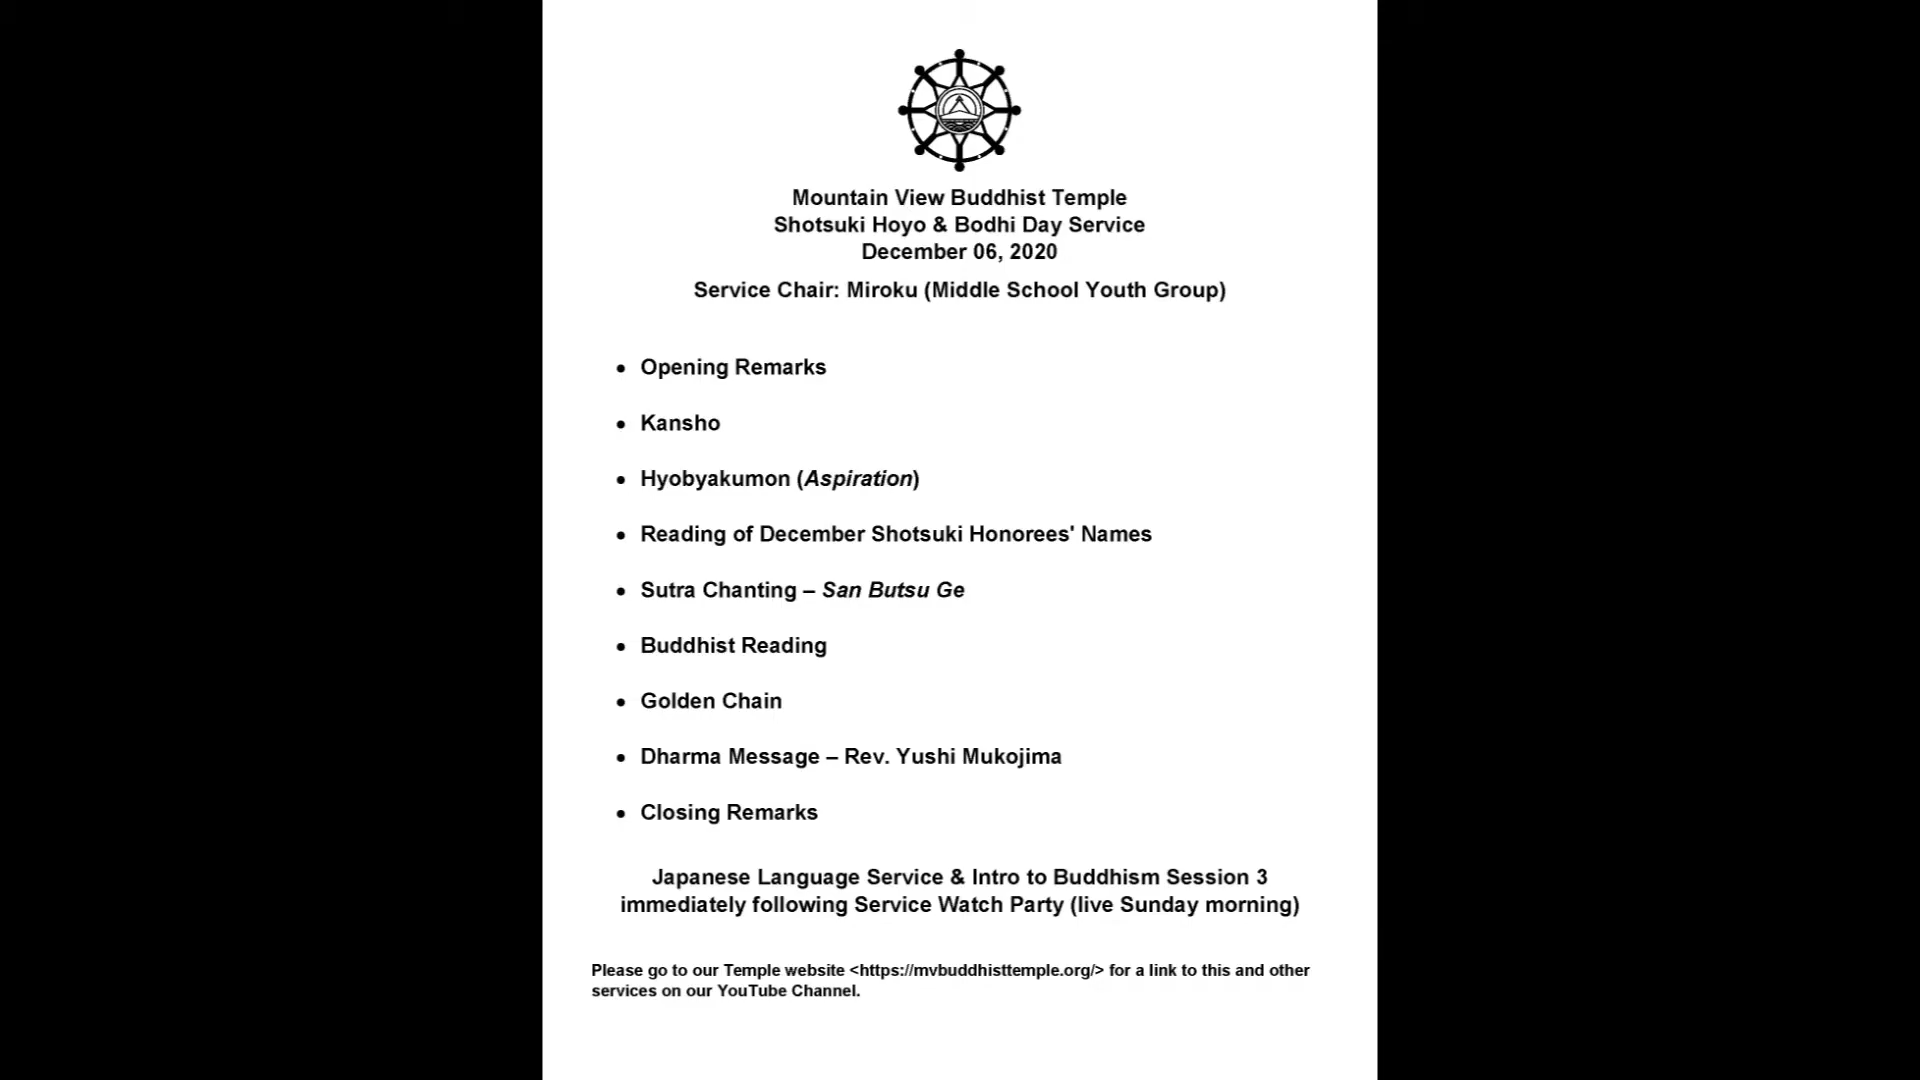 Mountain View Buddhist Temple
Shotsuki Hoyo & Bodhi Day Service
December 06, 2020
Service Chair: Miroku (Middle School Youth Group)
• Opening Remarks
• Kansho
• Hyobyakumon (Aspiration)
• Reading of December Shotsuki Honorees' Names
• Sutra Chanting – San Butsu Ge
• Buddhist Reading
• Golden Chain
• Dharma Message – Rev. Yushi Mukojima
• Closing Remarks
Japanese Language Service & Intro to Buddhism Session 3
immediately following Service Watch Party (live Sunday morning)
Please go to our Temple website <https://mvbuddhisttemple.org/> for a link to this and other
services on our YouTube Channel.